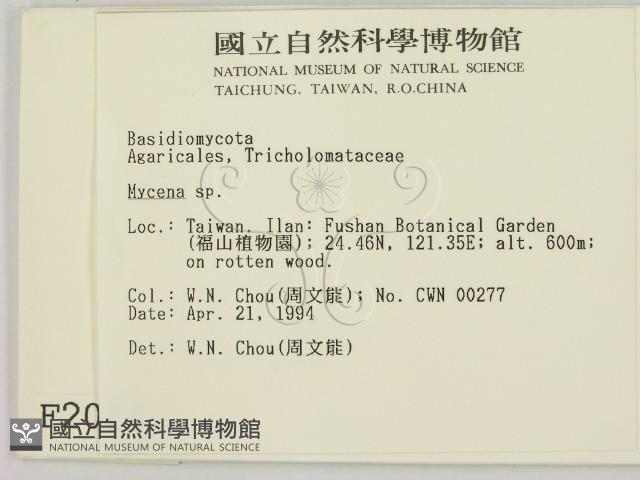 國立自然科學博物館
NATIONAL MUSEUM OF NATURAL SCIENCE
TAICHUNG, TAIWAN, R.O.CHINA
Basidiomycota
Agaricales, Tricholomataceae
Mycena sp.
Loc.: Taiwan. Ilan: Fushan Botanical Garden
(福山植物園); 24.46N, 121.35E; alt. 600m;
on rotten wood.
Col.: W.N. Chou(周文能); No. CWN 00277
Date: Apr. 21, 1994
Det.: W.N. Chou(周文能)
F20
國立自然科學博物館
NATIONAL MUSEUM OF NATURAL SCIENCE